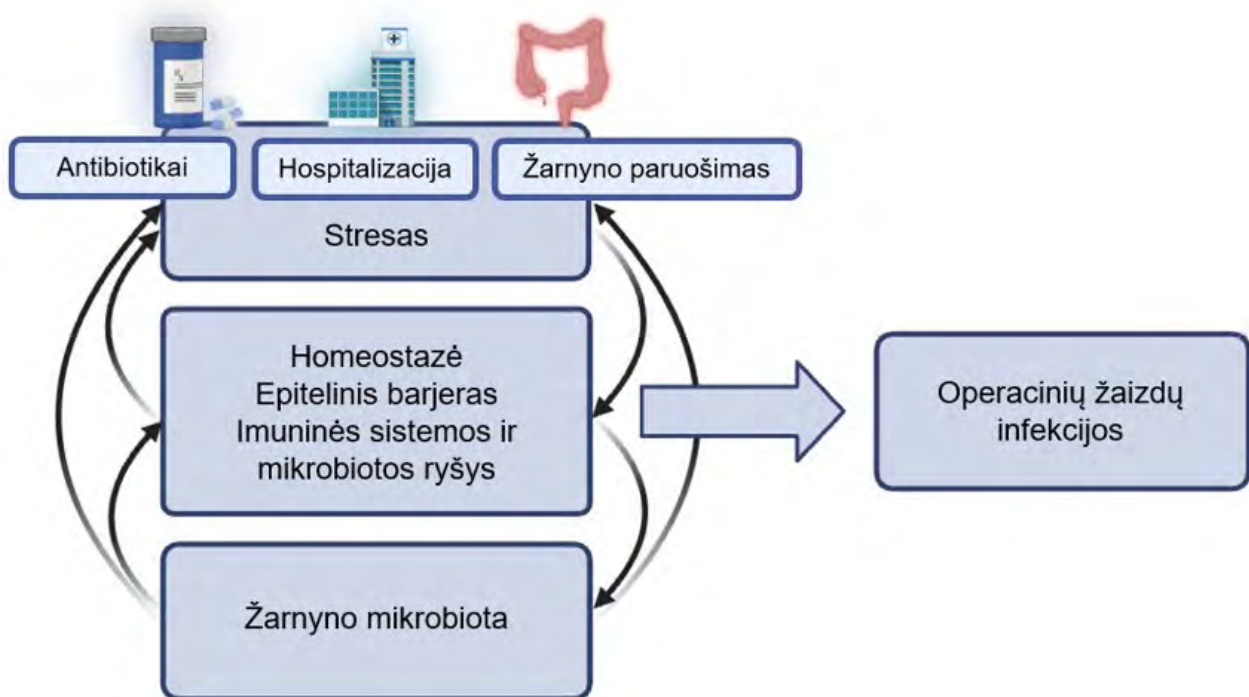 Antibiotikai
Hospitalizacija
Žarnyno paruošimas
Stresas
Homeostazė
Epitelinis barjeras
Imuninės sistemos ir
mikrobiotos ryšys
Operacinių žaizdų
infekcijos
Žarnyno mikrobiota